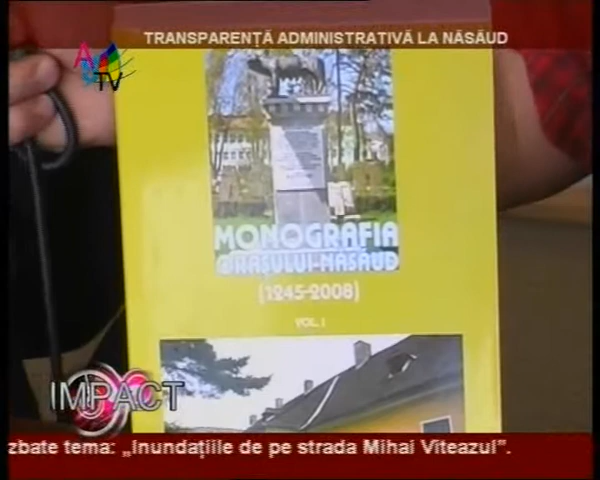 TRANSPARENȚĂ ADMINISTRATIVĂ LA NĂSĂUD
TV
MONOGRAFIA
ORAȘULUI NĂSĂUD
(1245-2008)
VOL. I
IMPACT
zbate tema: „Inundațiile de pe strada Mihai Viteazul”.